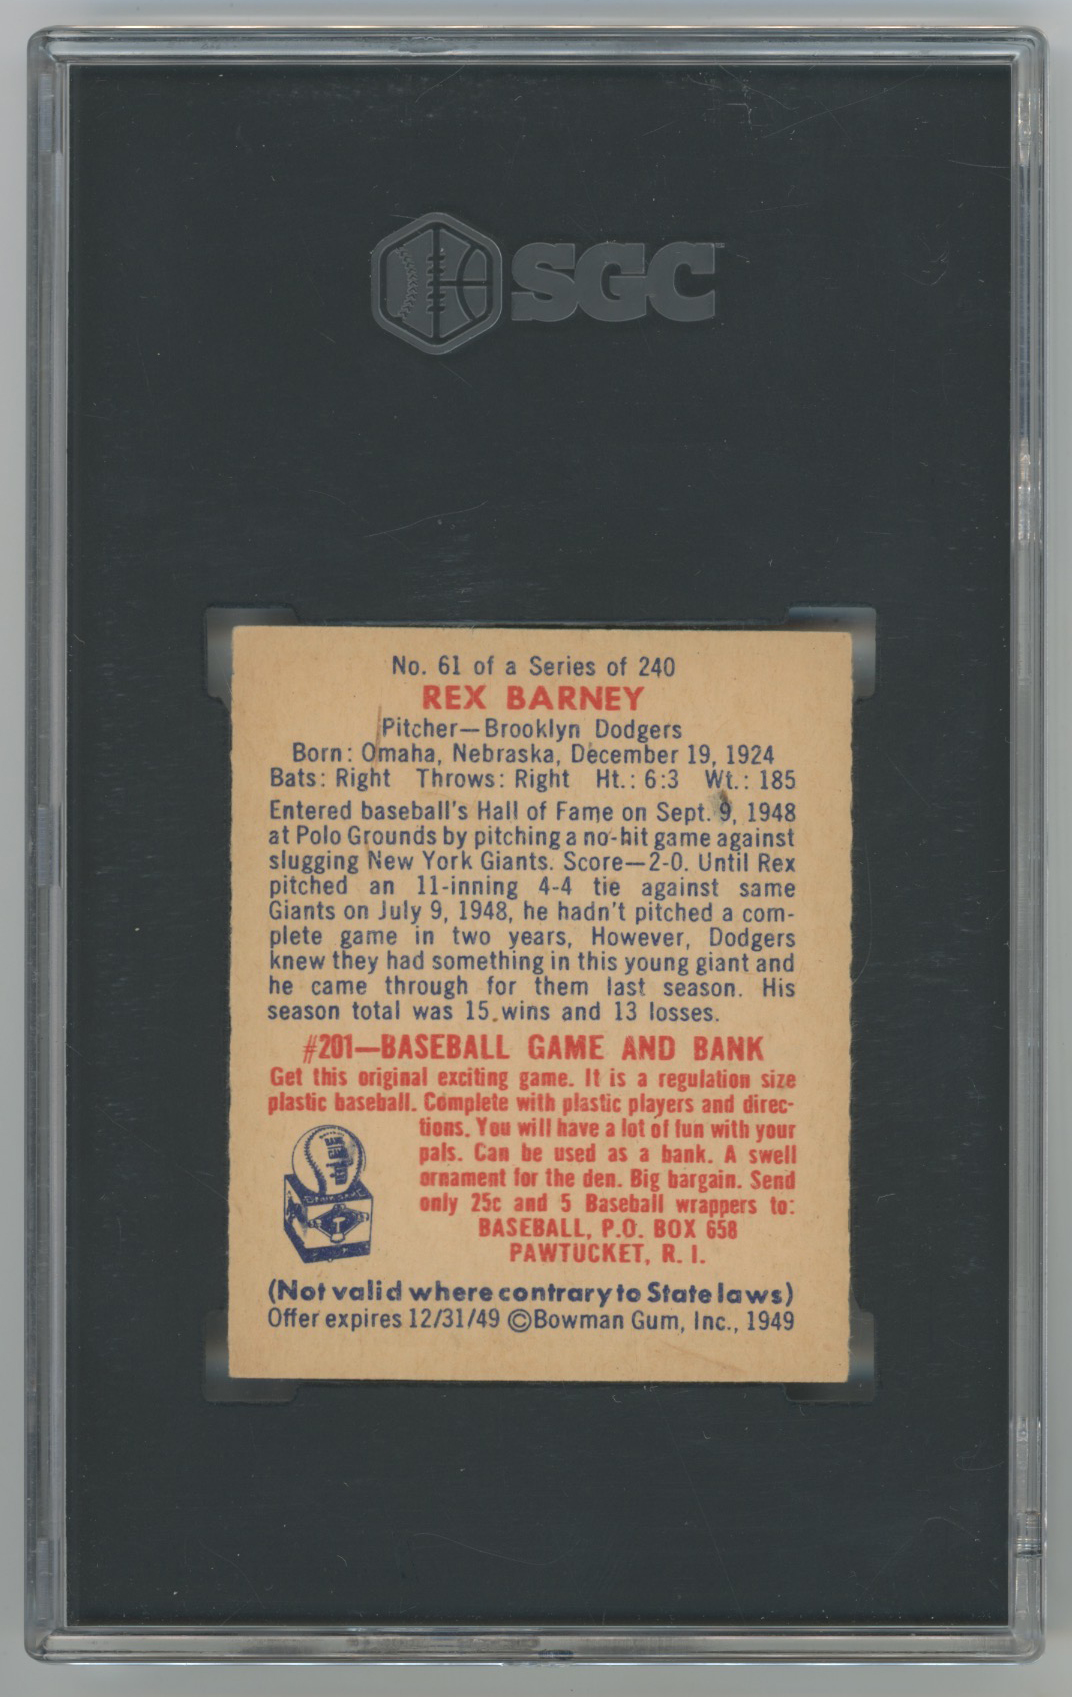 SGC
No. 61 of a Series of 240
REX BARNEY
Pitcher—Brooklyn Dodgers
Born: Omaha, Nebraska, December 19, 1924
Bats: Right Throws: Right Ht.: 6:3 Wt.: 185
Entered baseball's Hall of Fame on Sept. 9, 1948
at Polo Grounds by pitching a no-hit game against
slugging New York Giants. Score—2-0. Until Rex
pitched an 11-inning 4-4 tie against same
Giants on July 9, 1948, he hadn't pitched a com-
plete game in two years, However, Dodgers
knew they had something in this young giant and
he came through for them last season. His
season total was 15 wins and 13 losses.
#201—BASEBALL GAME AND BANK
Get this original exciting game. It is a regulation size
plastic baseball. Complete with plastic players and direc-
tions. You will have a lot of fun with your
pals. Can be used as a bank. A swell
ornament for the den. Big bargain. Send
only 25c and 5 Baseball wrappers to:
BASEBALL, P.O. BOX 658
PAWTUCKET, R. I.
(Not valid where contrary to State laws)
Offer expires 12/31/49 ©Bowman Gum, Inc., 1949